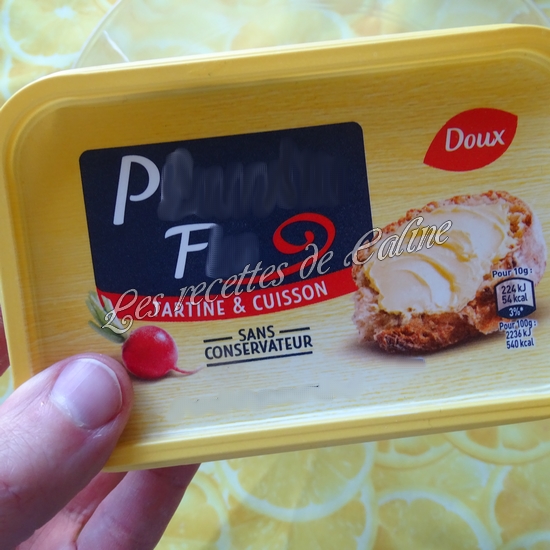 P
F
Doux
Les recettes de Caline
TARTINE & CUISSON
SANS
CONSERVATEUR
Pour 10g:
224 kJ
54 kcal
3%*
Pour 100g:
2236 kJ
540 kcal